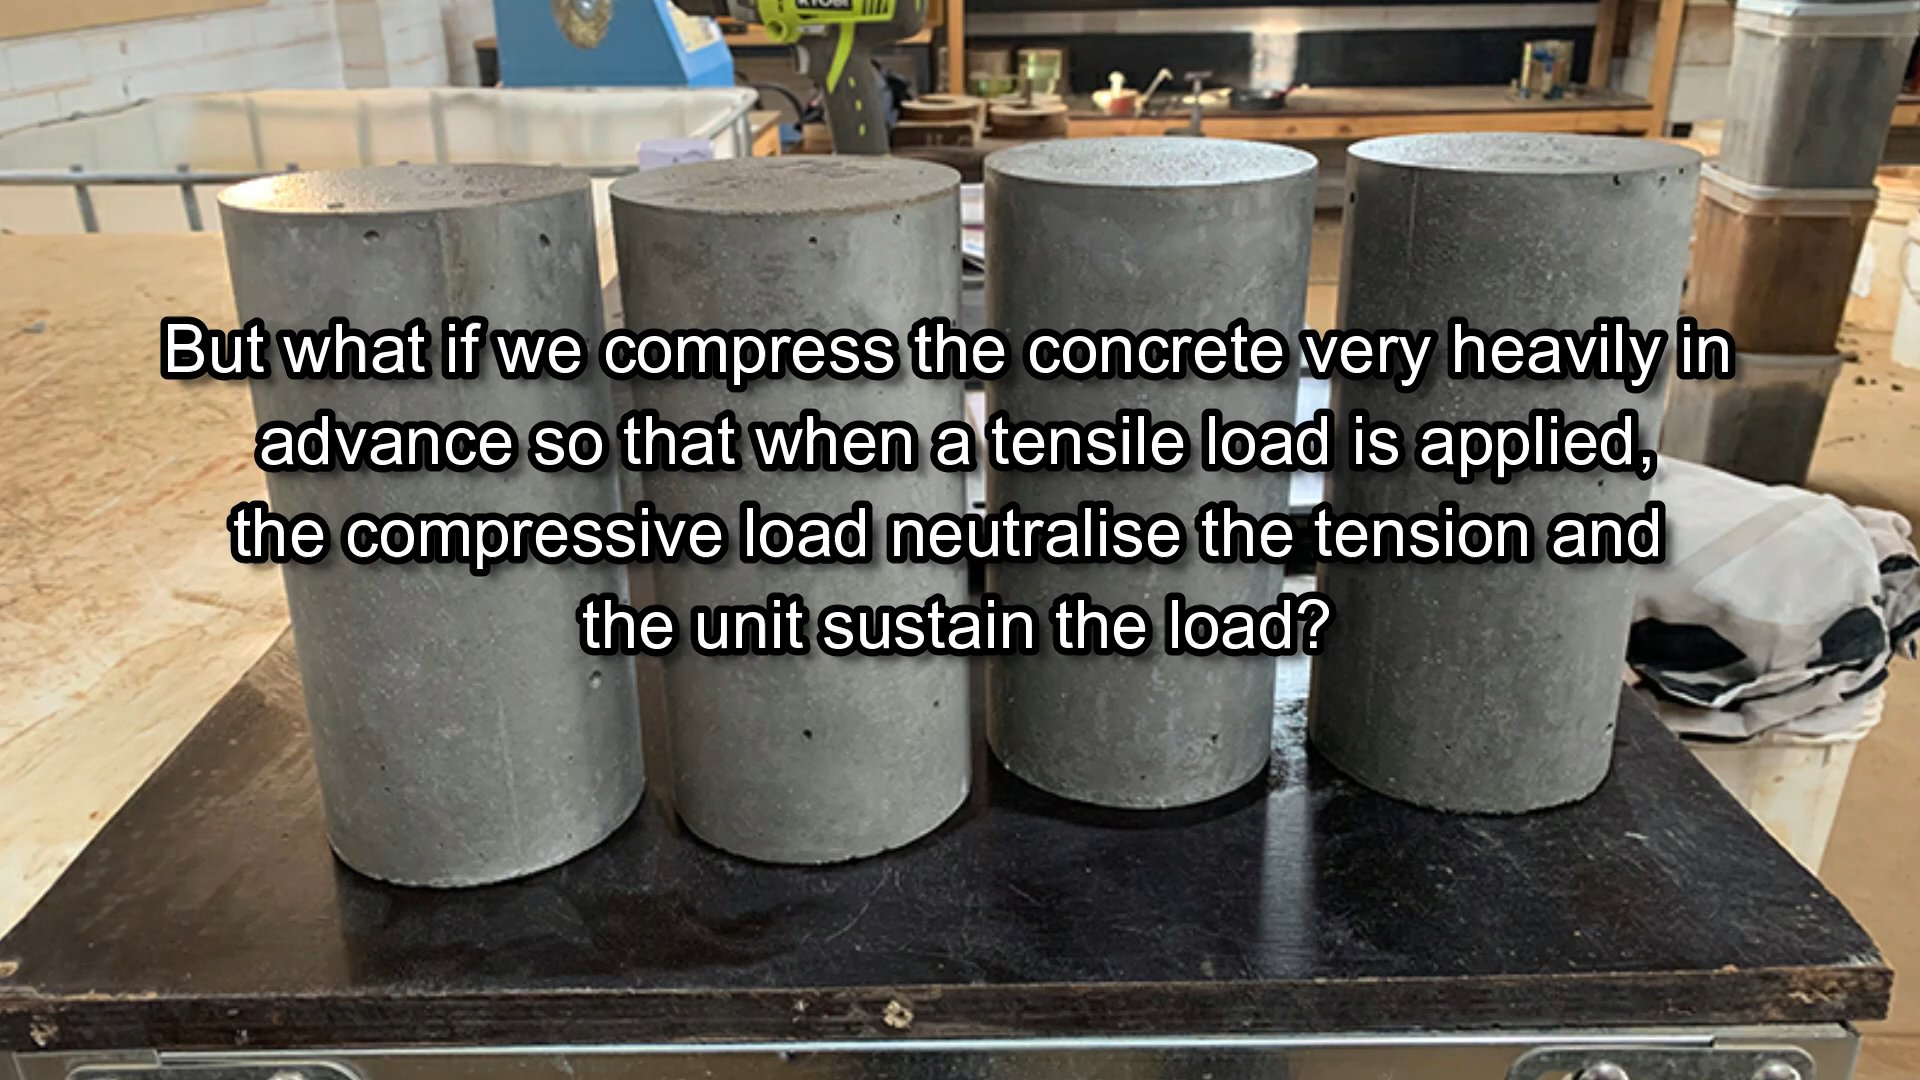 RYOBI
But what if we compress the concrete very heavily in
advance so that when a tensile load is applied,
the compressive load neutralise the tension and
the unit sustain the load?